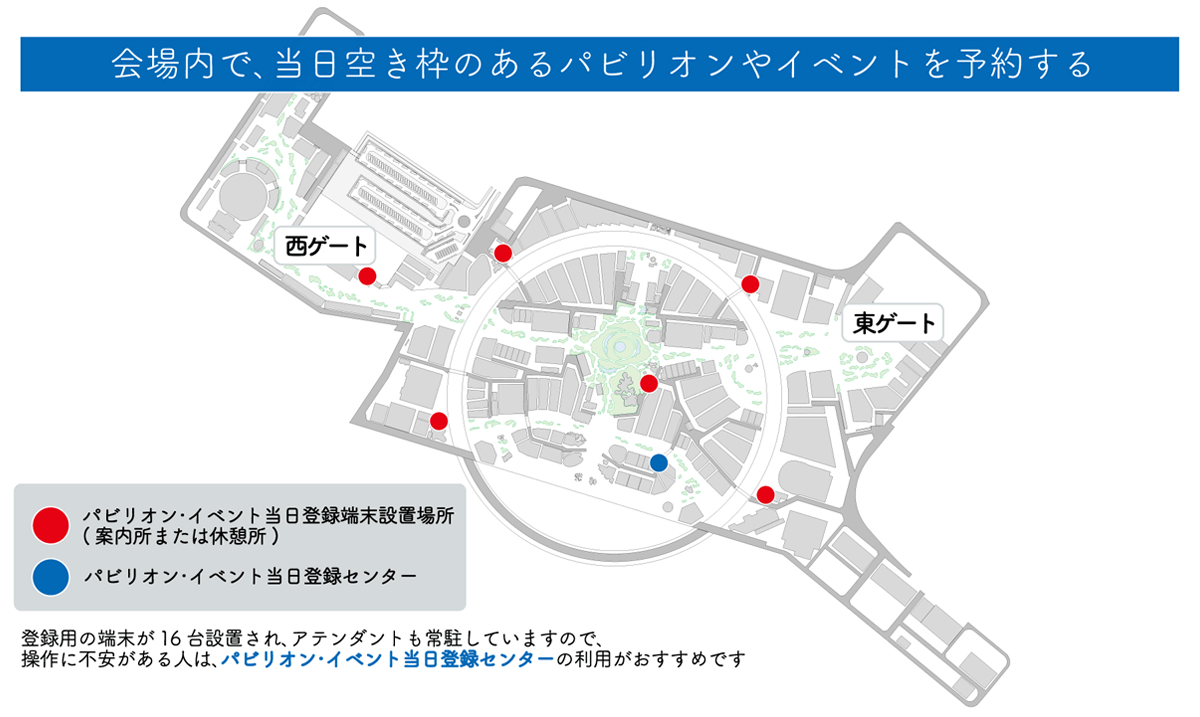 会場内で、当日空き枠のあるパビリオンやイベントを予約する
西ゲート
東ゲート
パビリオン・イベント当日登録端末設置場所
(案内所または休憩所)
パビリオン・イベント当日登録センター
登録用の端末が16台設置され、アテンダントも常駐していますので、
操作に不安がある人は、パビリオン・イベント当日登録センターの利用がおすすめです